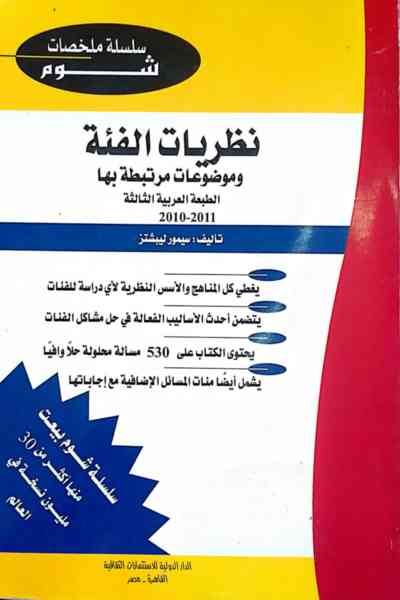 سلسلة ملخصات
شوم
نظريات الفئة
وموضوعات مرتبطة بها
الطبعة العربية الثالثة
2010-2011
تأليف : سيمور ليبشتز
يغطي كل المناهج والأسس النظرية لأي دراسة للفئات
يتضمن أحدث الأساليب الفعالة في حل مشاكل الفئات
يحتوى الكتاب على 530 مسألة محلولة حلاً وافيًا
يشمل أيضًا مئات المسائل الإضافية مع إجاباتها
سلسلة شوم بيعت
منها أكثر من 30
مليون نسخة في
العالم
الدار الدولية للاستثمارات الثقافية
القاهرة - مصر